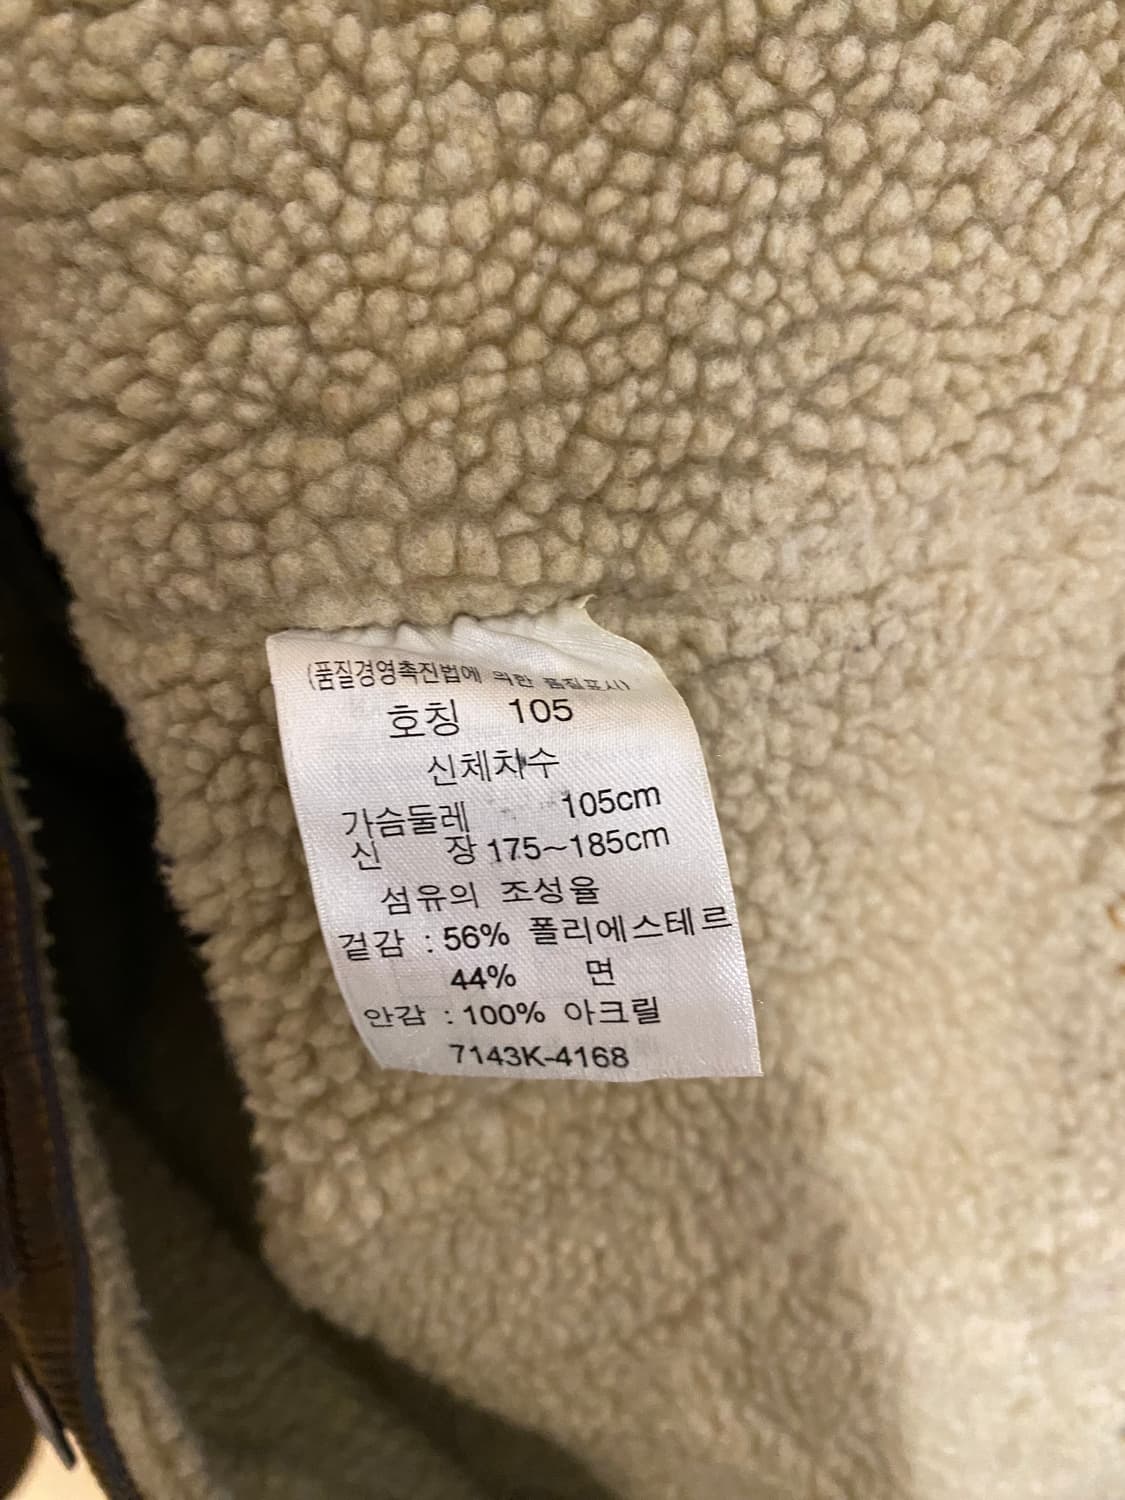 (품질경영촉진법에 의한 품질표시)
호칭 105
신체치수
가슴둘레 105cm
신 장 175~185cm
섬유의 조성율
겉감 : 56% 폴리에스테르
44% 면
안감 : 100% 아크릴
7143K-4168